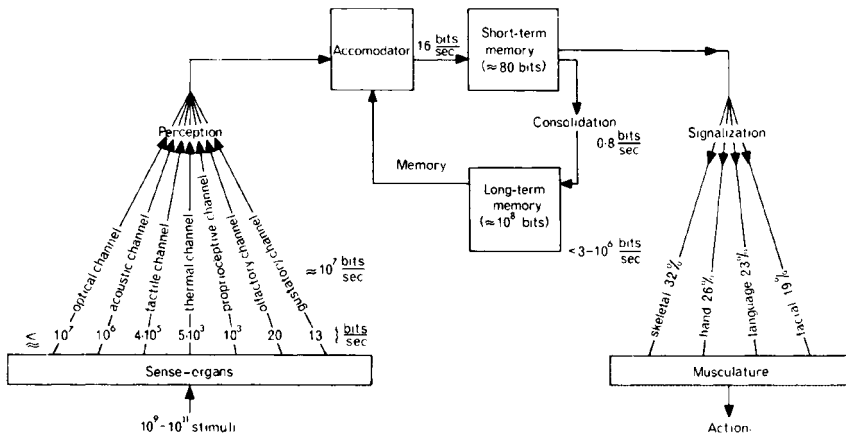 16 bits/sec
Accomodator
Short-term
memory
(≈80 bits)
Perception
Consolidation
0·8 bits/sec
Signalization
Memory
Long-term
memory
(≈10⁸ bits)
<3-10⁶ bits/sec
optical channel
acoustic channel
tactile channel
thermal channel
proprioceptive channel
olfactory channel
gustatory channel
≈10⁷ bits/sec
skeletal 32%
hand 26%
language 23%
facial 19%
10⁷ 10⁶ 4·10⁵ 5·10³ 10³ 20 13 } bits/sec
Sense-organs
Musculature
10⁹-10¹¹ stimuli
Action